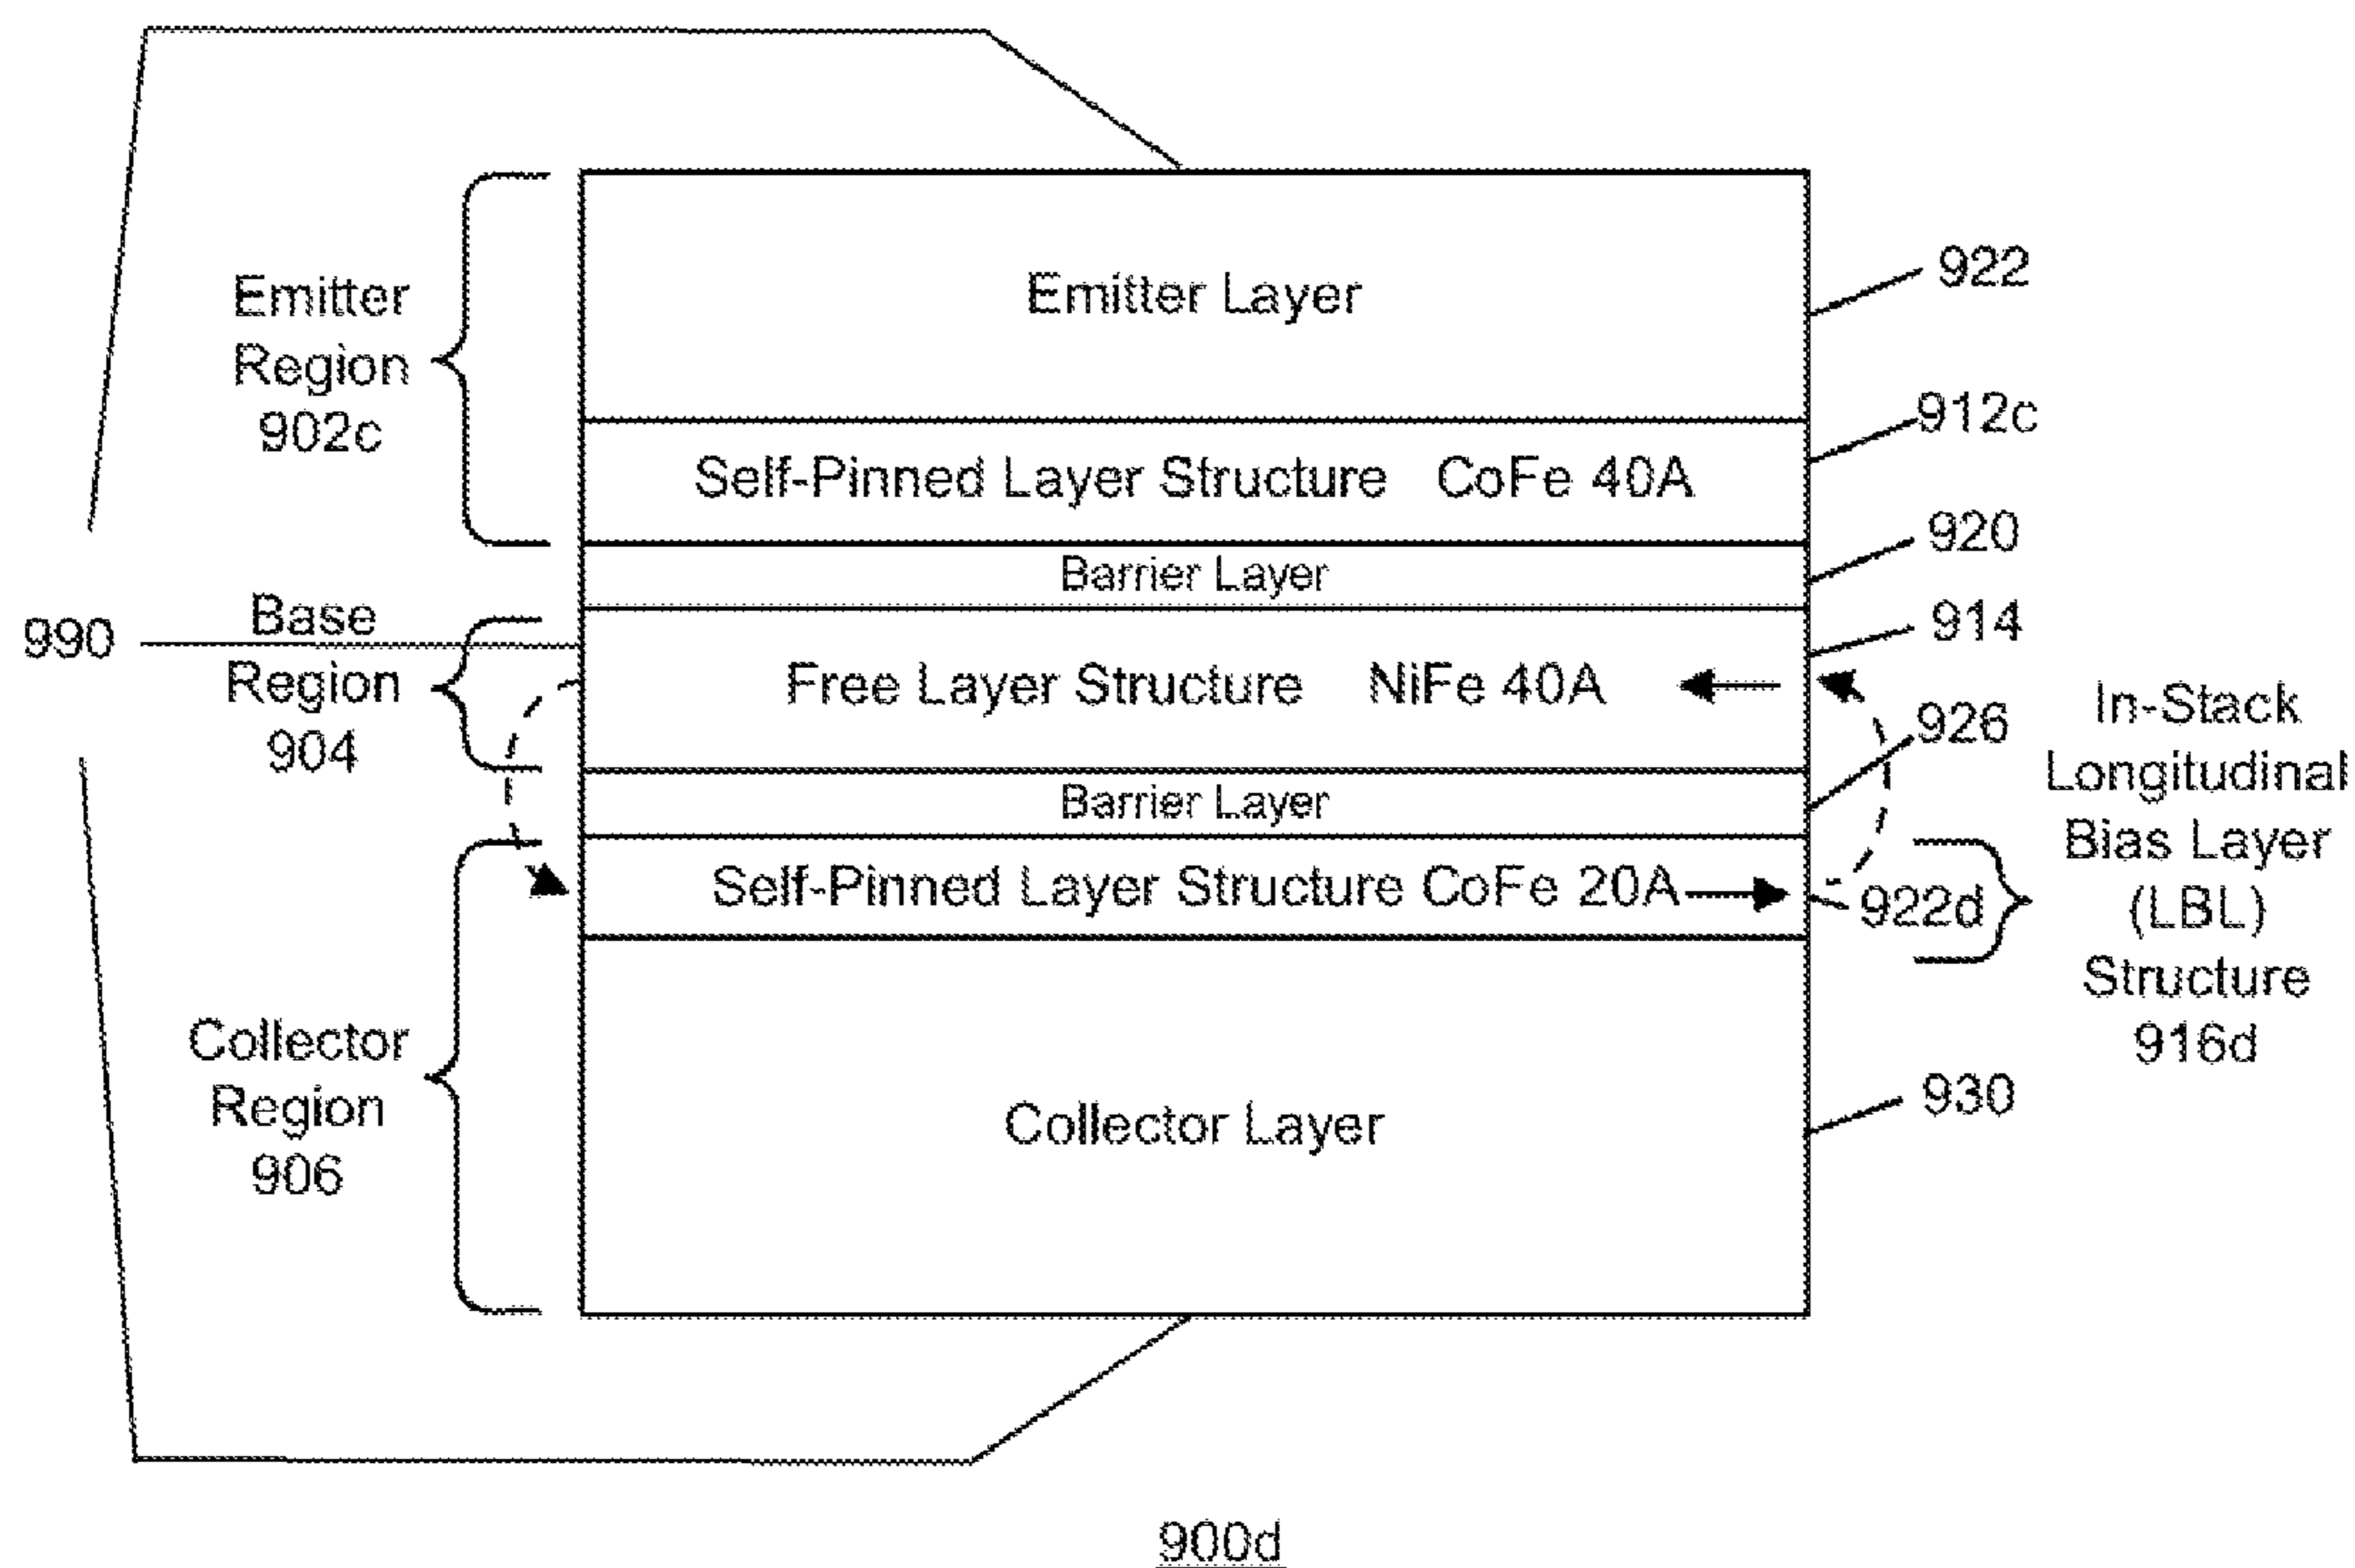 Emitter
Region
902c
990
Base
Region
904
Collector
Region
906
Emitter Layer
Self-Pinned Layer Structure CoFe 40A
Barrier Layer
Free Layer Structure NiFe 40A
Barrier Layer
Self-Pinned Layer Structure CoFe 20A
Collector Layer
922
912c
920
914
926
922d
930
In-Stack
Longitudinal
Bias Layer
(LBL)
Structure
916d
900d